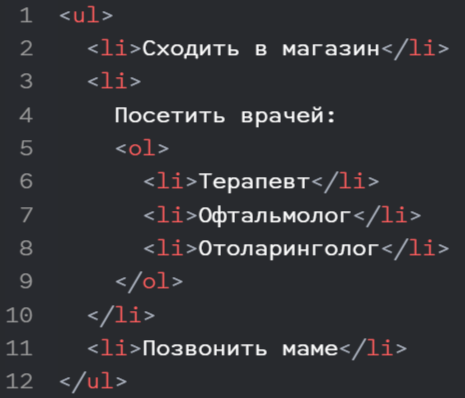 1 <ul>
2   <li>Сходить в магазин</li>
3   <li>
4     Посетить врачей:
5     <ol>
6       <li>Терапевт</li>
7       <li>Офтальмолог</li>
8       <li>Отоларинголог</li>
9     </ol>
10   </li>
11   <li>Позвонить маме</li>
12 </ul>